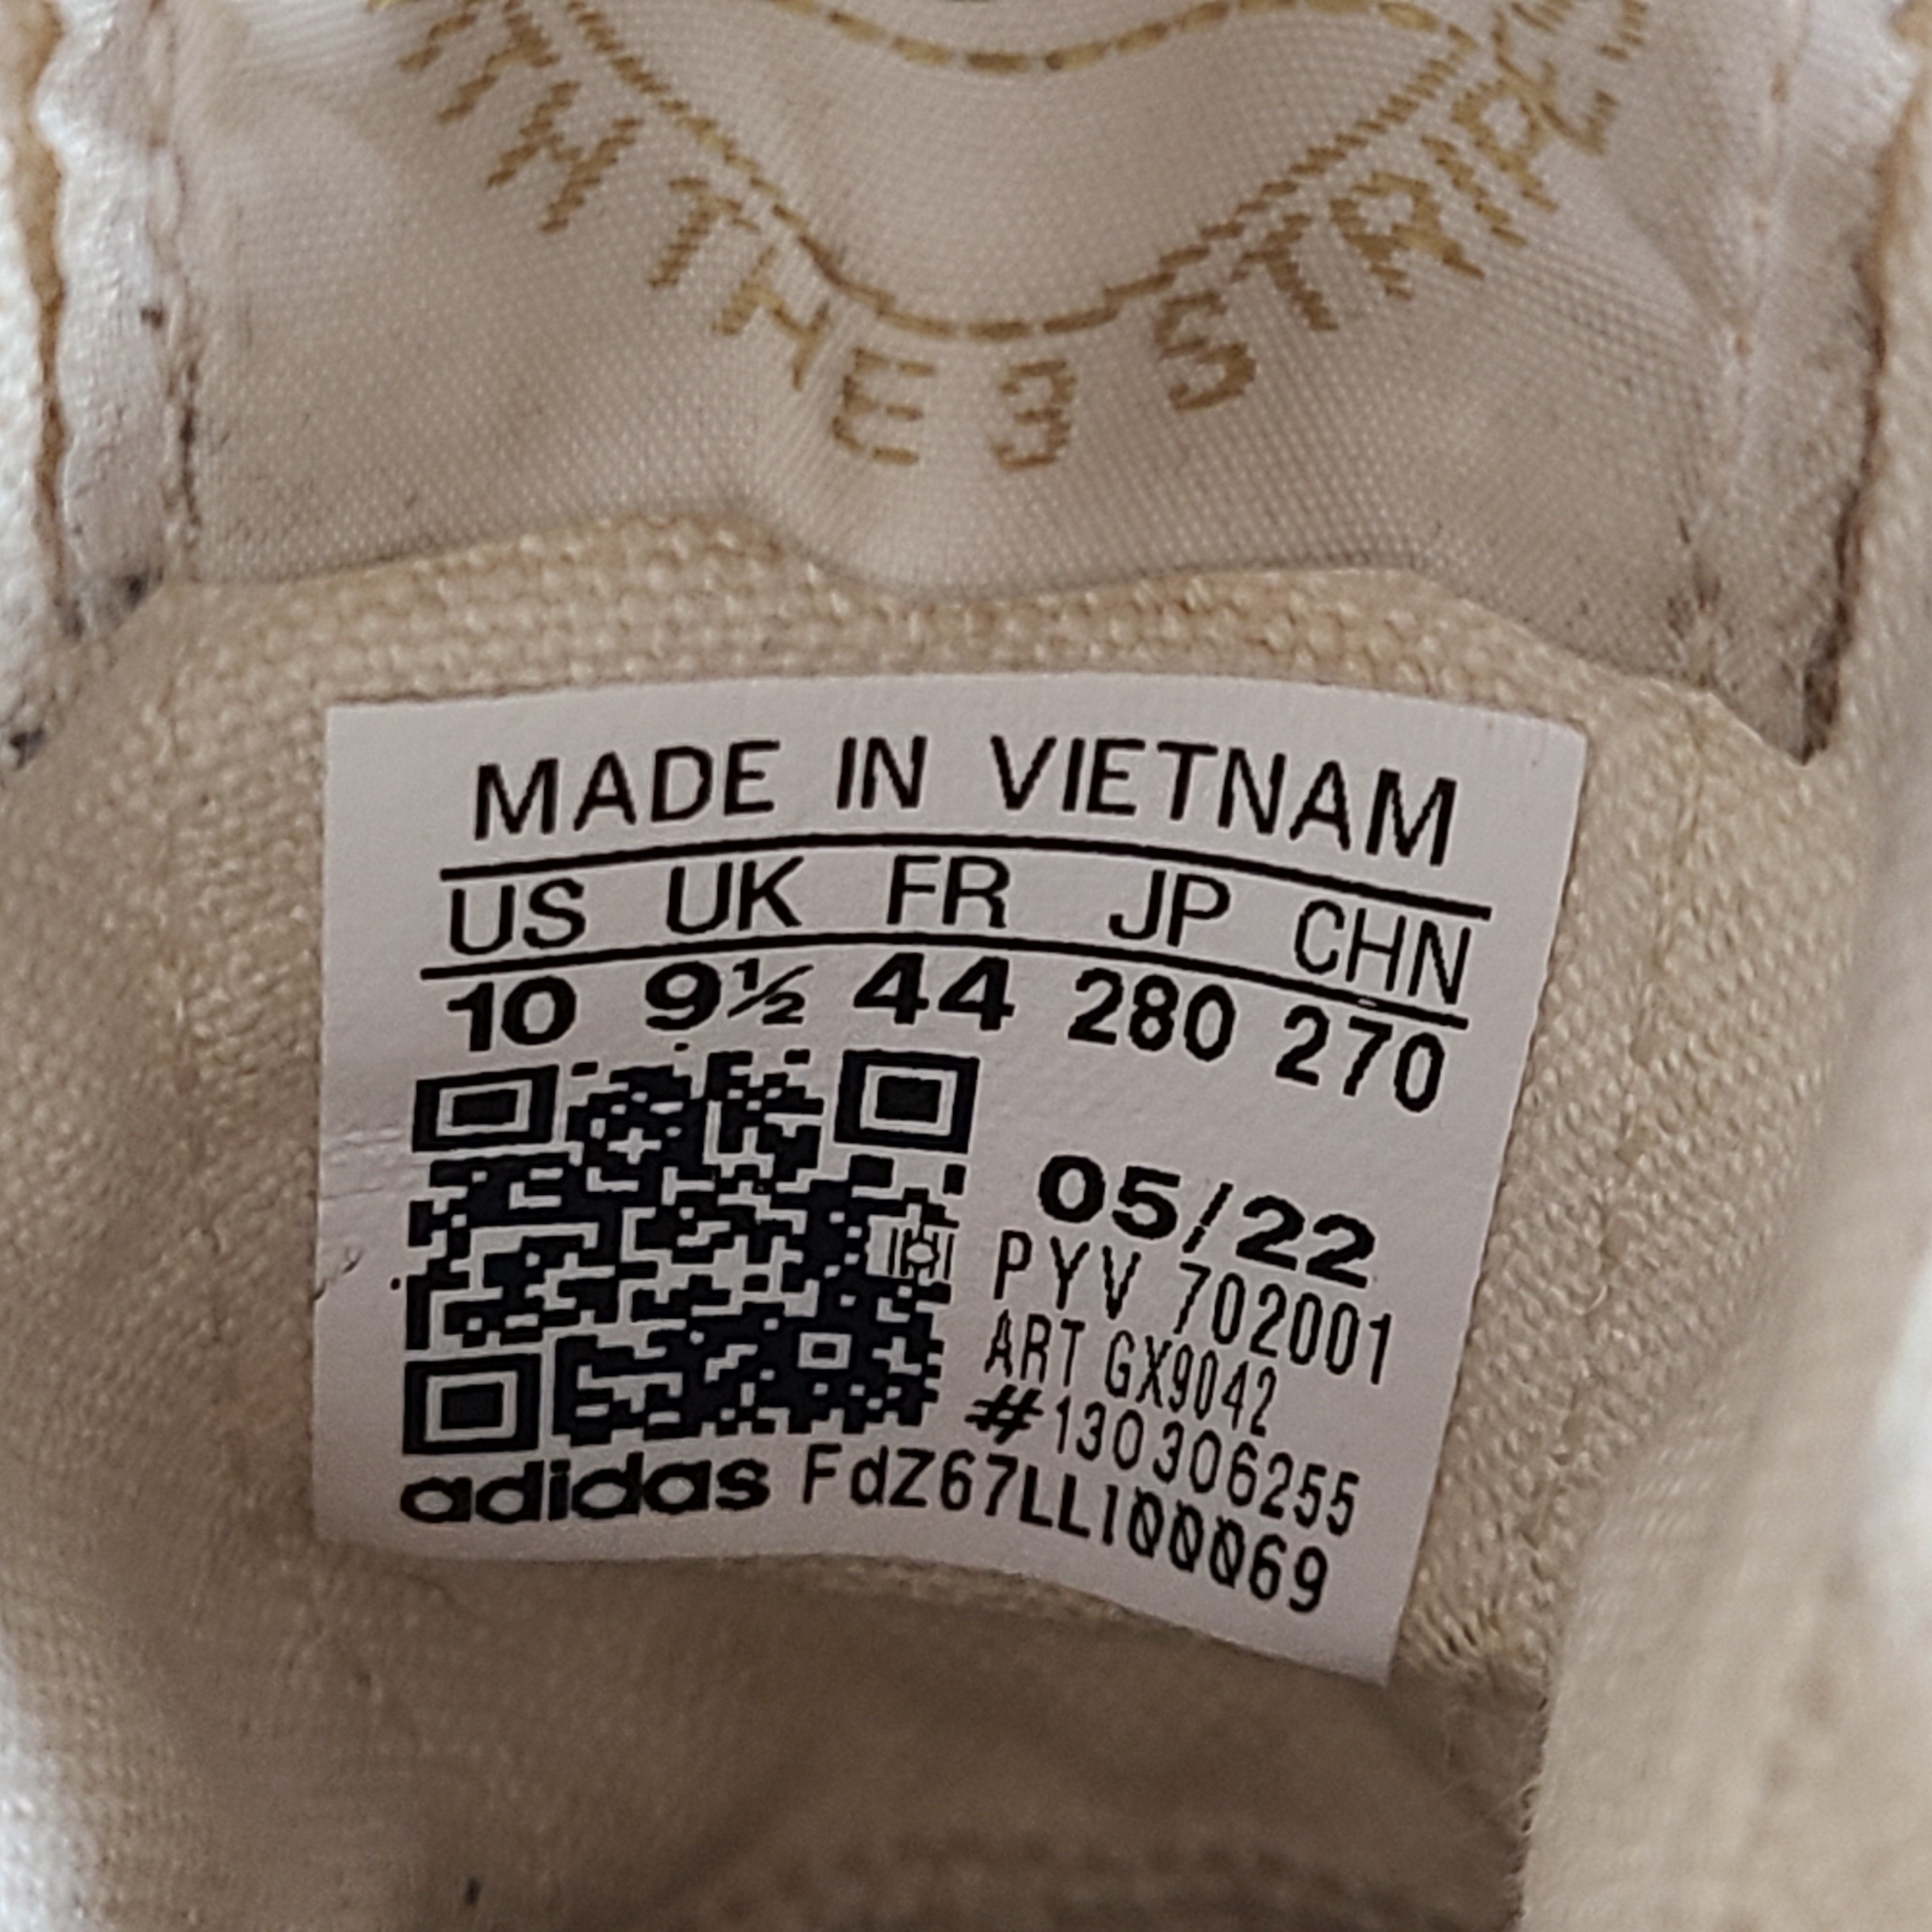 THE 3 STRIPES
MADE IN VIETNAM
US UK FR JP CHN
10 9½ 44 280 270
05/22
PYV 702001
ART GX9042
#130306255
adidas FdZ67LL100069